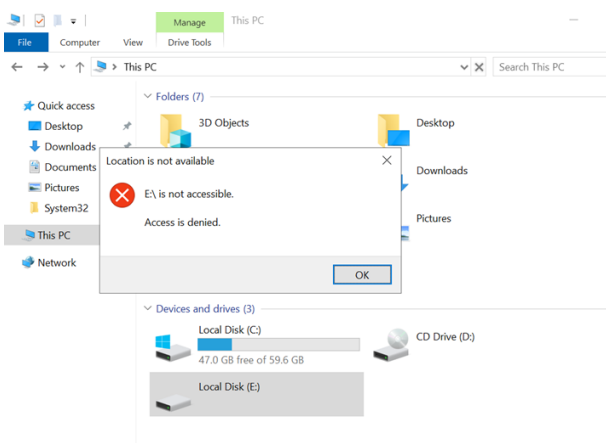 Manage
This PC
File
Computer
View
Drive Tools
This PC
Search This PC
Quick access
Desktop
Downloads
Documents
Pictures
System32
This PC
Network
Folders (7)
3D Objects
Desktop
Downloads
Pictures
Location is not available
E:\ is not accessible.
Access is denied.
OK
Devices and drives (3)
Local Disk (C:)
47.0 GB free of 59.6 GB
CD Drive (D:)
Local Disk (E:)